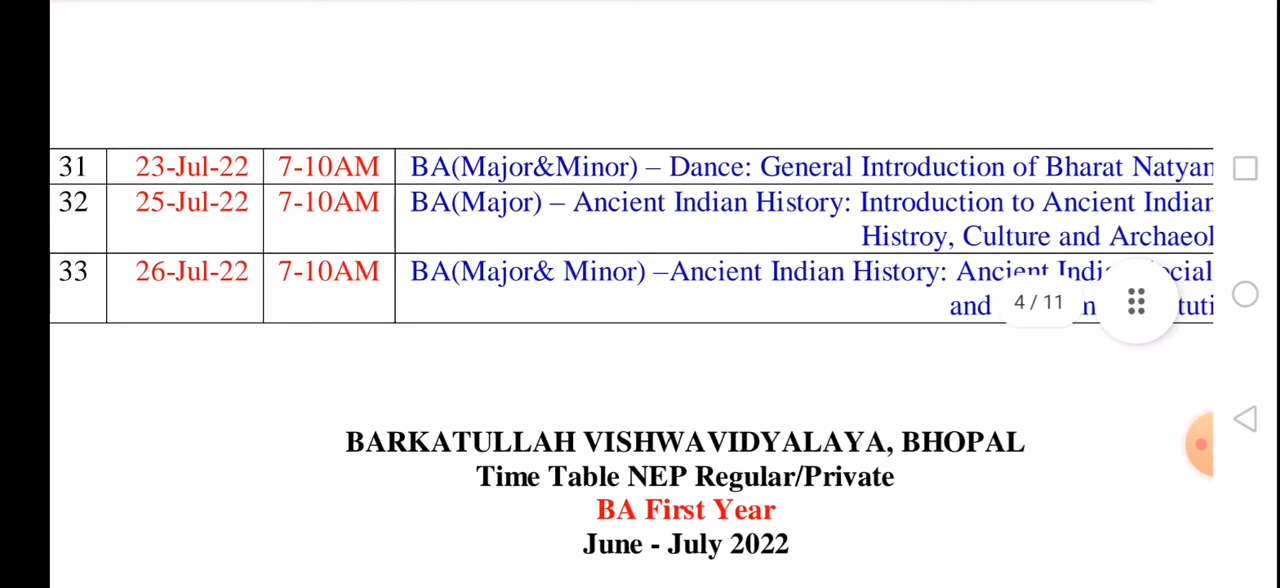 31 23-Jul-22 7-10AM BA(Major&Minor) – Dance: General Introduction of Bharat
32 25-Jul-22 7-10AM BA(Major) – Ancient Indian History: Introduction to Ancient
Histroy, Culture and
33 26-Jul-22 7-10AM BA(Major& Minor) –Ancient Indian History: Ancient
and
4 / 11
BARKATULLAH VISHWAVIDYALAYA, BHOPAL
Time Table NEP Regular/Private
BA First Year
June - July 2022